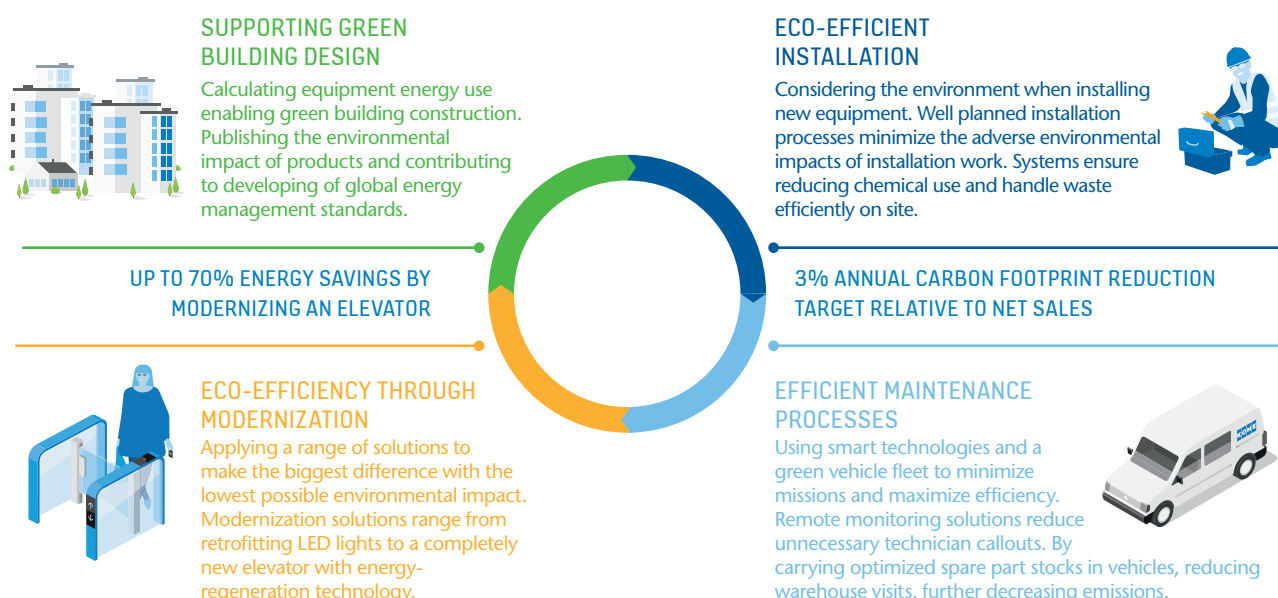 SUPPORTING GREEN
BUILDING DESIGN
Calculating equipment energy use
enabling green building construction.
Publishing the environmental
impact of products and contributing
to developing of global energy
management standards.
ECO-EFFICIENT
INSTALLATION
Considering the environment when installing
new equipment. Well planned installation
processes minimize the adverse environmental
impacts of installation work. Systems ensure
reducing chemical use and handle waste
efficiently on site.
UP TO 70% ENERGY SAVINGS BY
MODERNIZING AN ELEVATOR
3% ANNUAL CARBON FOOTPRINT REDUCTION
TARGET RELATIVE TO NET SALES
ECO-EFFICIENCY THROUGH
MODERNIZATION
Applying a range of solutions to
make the biggest difference with the
lowest possible environmental impact.
Modernization solutions range from
retrofitting LED lights to a completely
new elevator with energy-
regeneration technology.
EFFICIENT MAINTENANCE
PROCESSES
Using smart technologies and a
green vehicle fleet to minimize
missions and maximize efficiency.
Remote monitoring solutions reduce
unnecessary technician callouts. By
carrying optimized spare part stocks in vehicles, reducing
warehouse visits, further decreasing emissions.